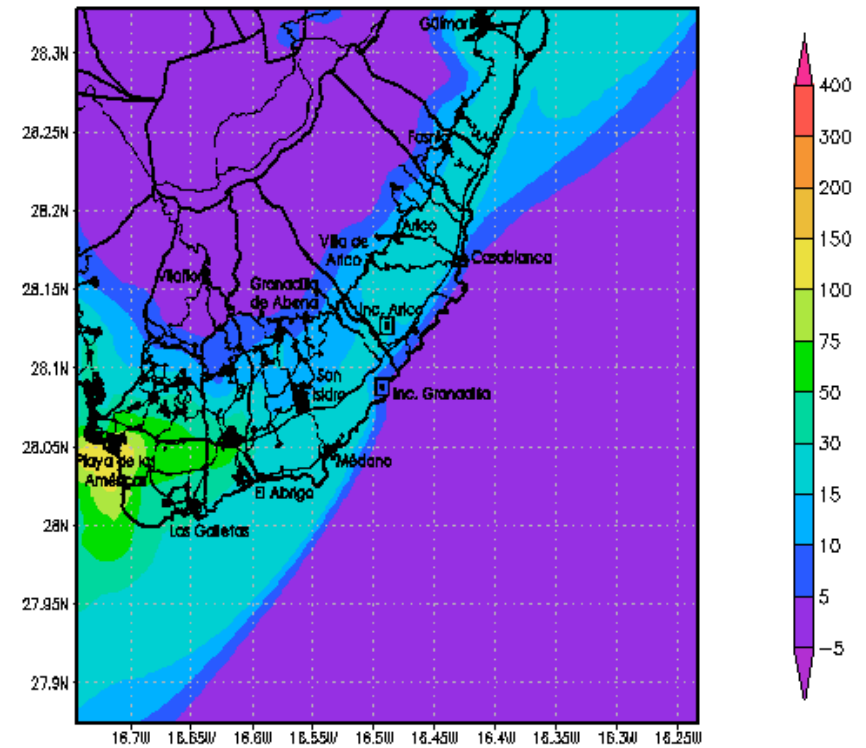 Güimar
28.3N
400
300
28.25N
Fasnia
200
28.2N
Arico
150
Villa de
Arico
Casablanca
Vilaflor
Granadilla
de Abona
28.15N
100
Inc. Arico
75
28.1N
San
Isidro
Inc. Granadilla
50
28.05N
Playa de las
Américas
Médano
30
El Abrigo
15
28N
Las Galletas
10
27.95N
5
27.9N
-5
16.7W
16.65W
16.6W
16.55W
16.5W
16.45W
16.4W
16.35W
16.3W
16.25W